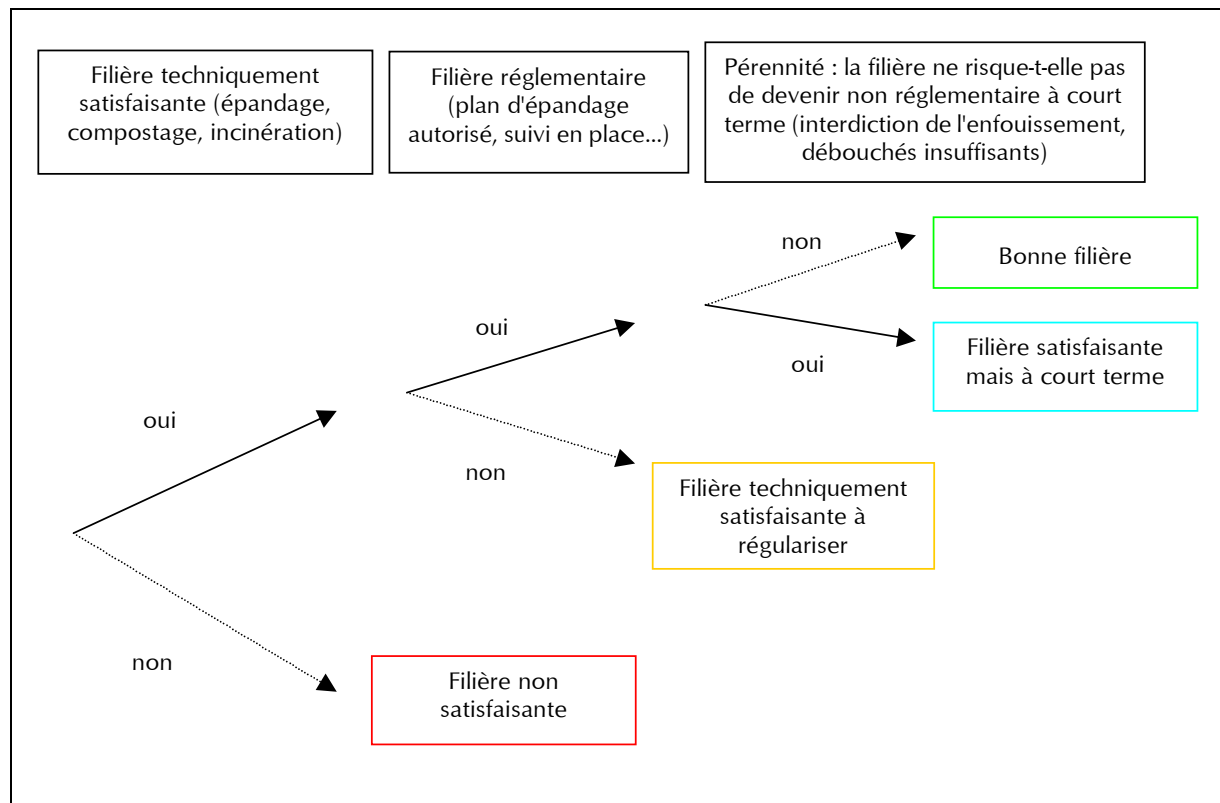 Filière techniquement
satisfaisante (épandage,
compostage, incinération)
Filière réglementaire
(plan d'épandage
autorisé, suivi en place...)
Pérennité : la filière ne risque-t-elle pas
de devenir non réglementaire à court
terme (interdiction de l'enfouissement,
débouchés insuffisants)
non
Bonne filière
oui
Filière satisfaisante
mais à court terme
oui
oui
non
Filière techniquement
satisfaisante à
régulariser
non
Filière non
satisfaisante